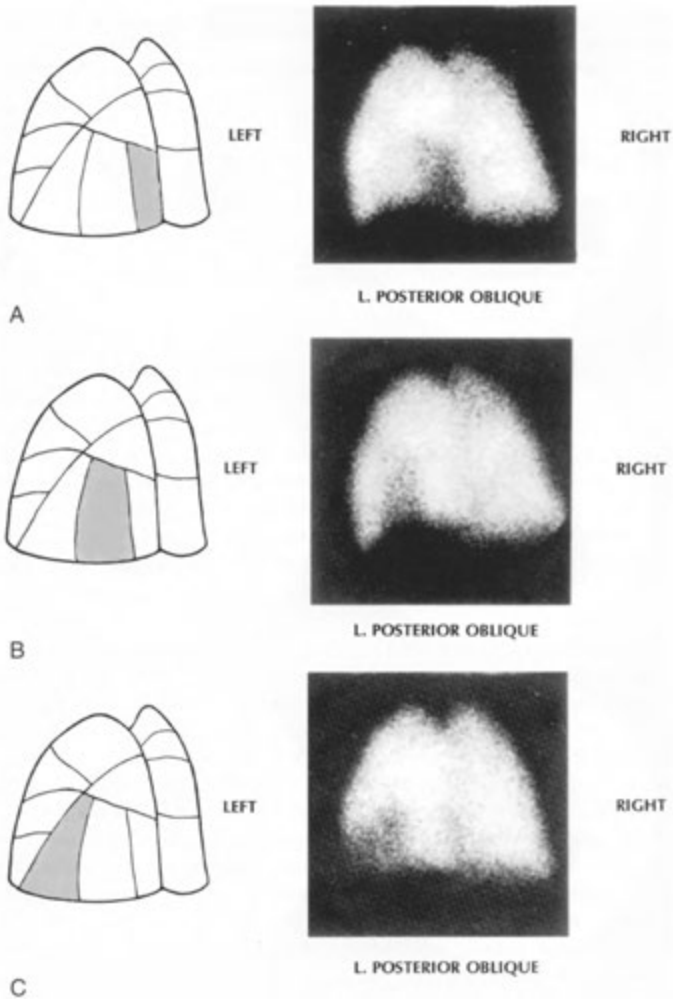 LEFT
RIGHT
L. POSTERIOR OBLIQUE
A
LEFT
RIGHT
L. POSTERIOR OBLIQUE
B
LEFT
RIGHT
L. POSTERIOR OBLIQUE
C